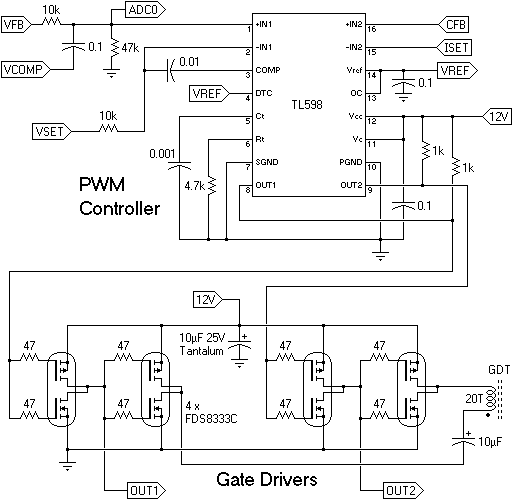 10k
ADC0
VFB
+IN1
+IN2
CFB
1
16
0.1
47k
-IN1
-IN2
ISET
2
15
VCOMP
0.01
COMP
Vref
VREF
3
14
VREF
DTC
OC
0.1
4
13
TL598
10k
Ct
Vcc
12V
5
12
VSET
Rt
Vc
1k
1k
6
11
0.001
SGND
PGND
7
10
4.7k
OUT1
OUT2
8
9
PWM
Controller
0.1
12V
10µF 25V
Tantalum
47
47
47
47
GDT
20T
47
47
4 x
FDS8333C
47
47
+
+
10µF
OUT1
Gate Drivers
OUT2